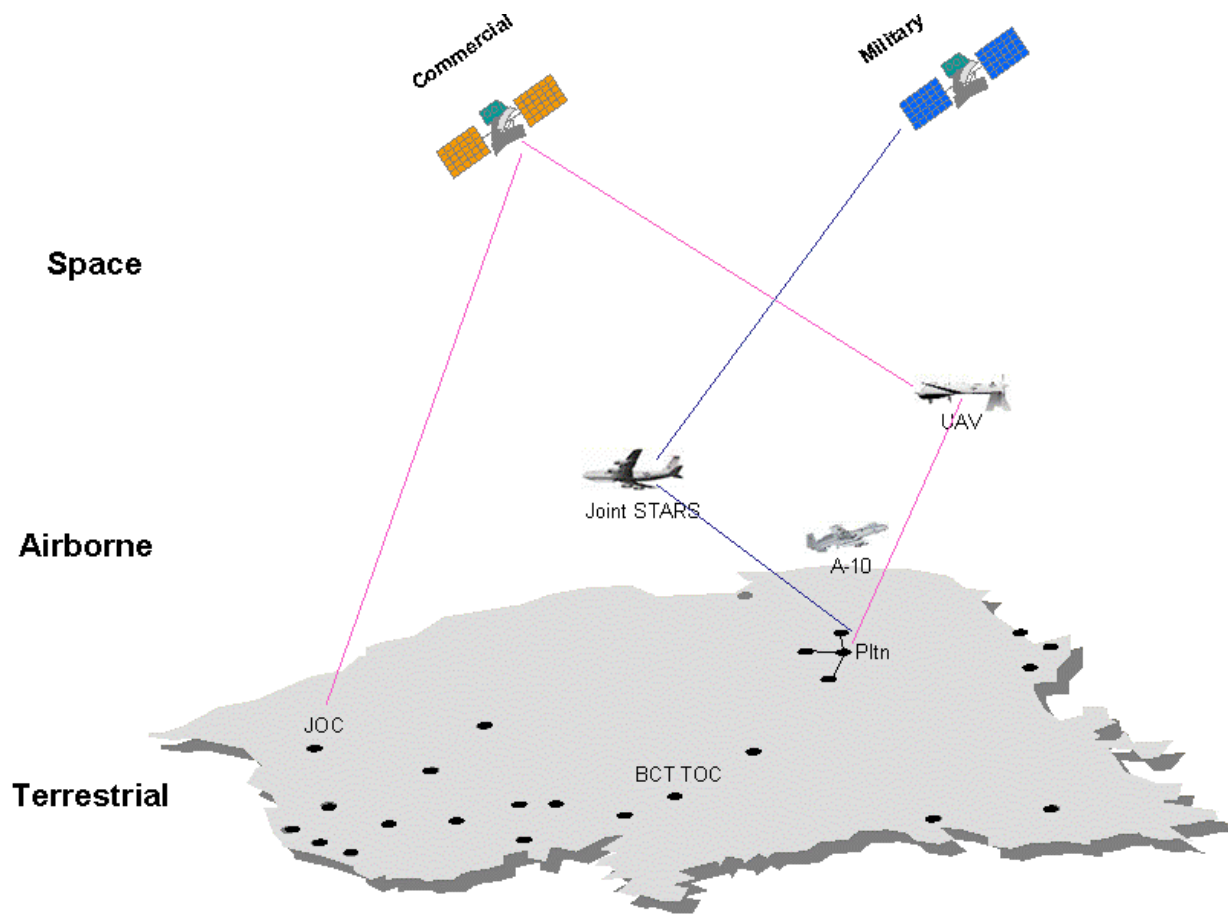 Commercial
Military
Space
UAV
Joint STARS
Airborne
A-10
Pltn
JOC
BCT TOC
Terrestrial